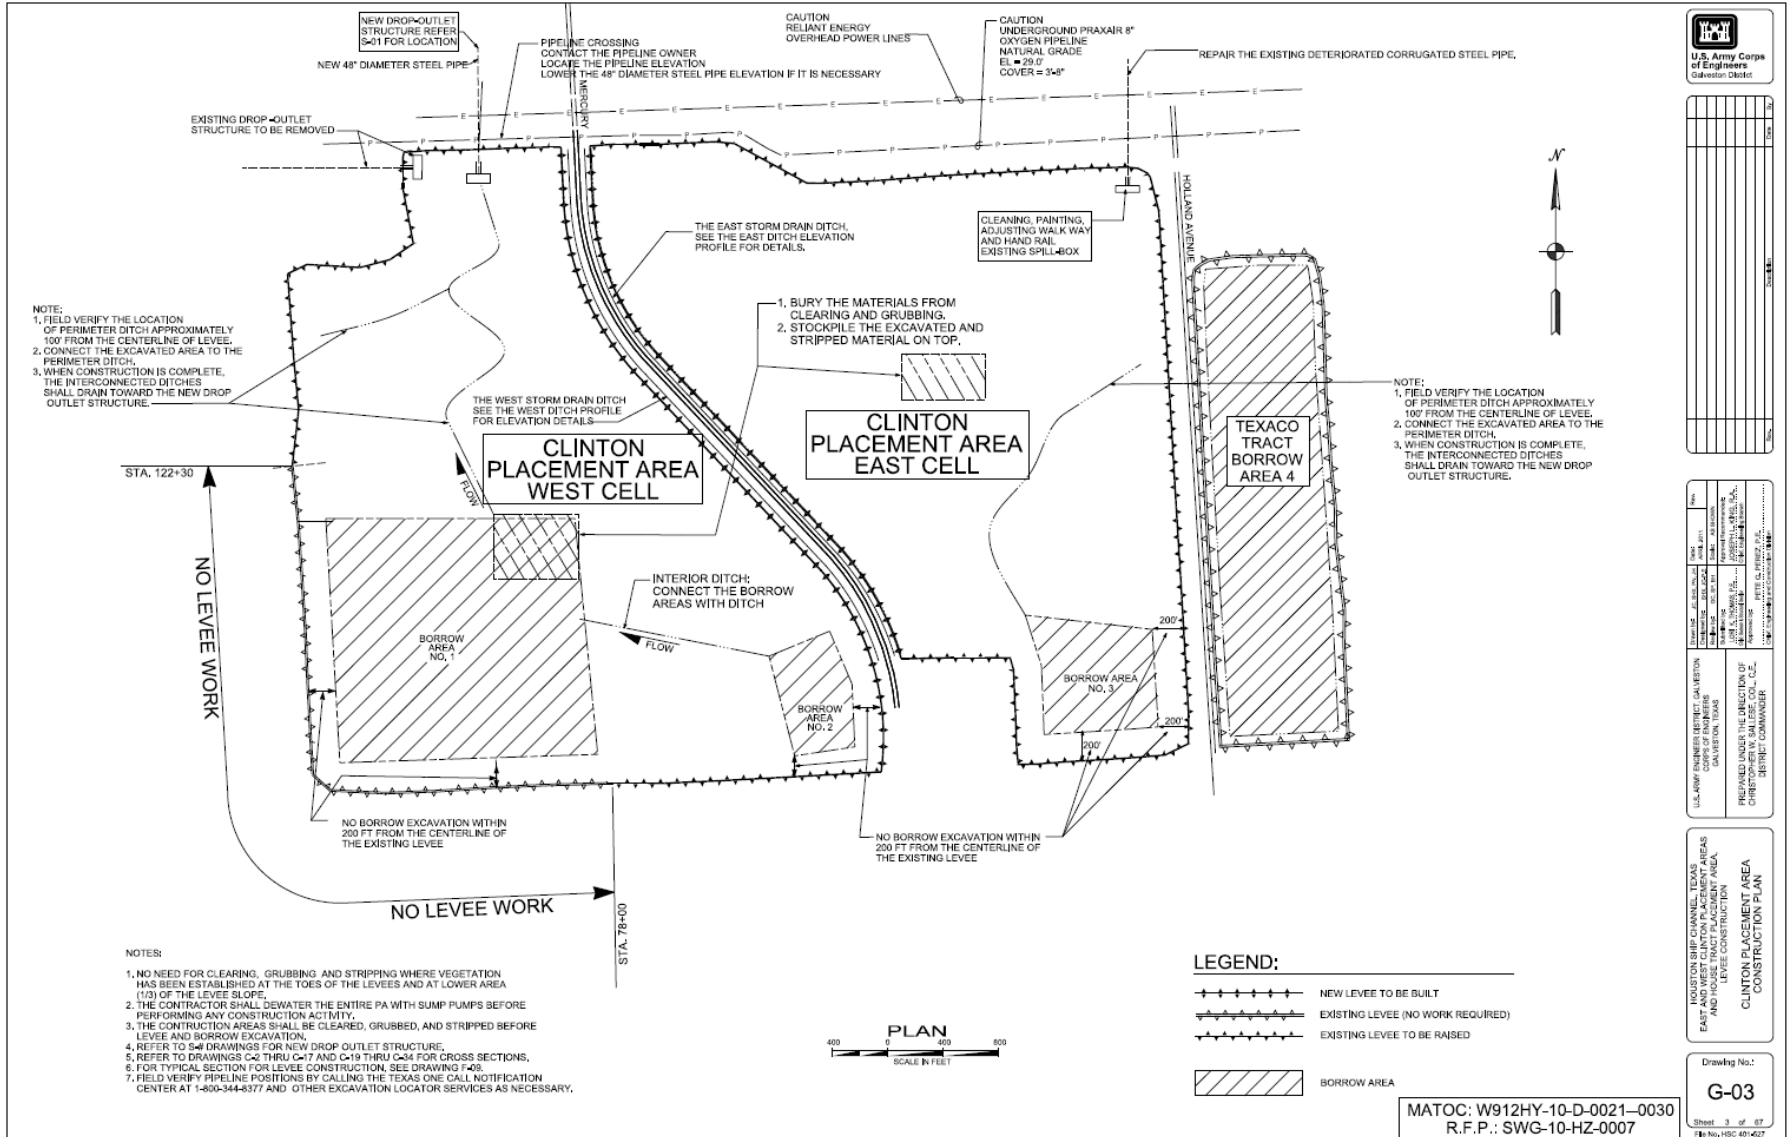 NEW DROP-OUTLET
STRUCTURE REFER
S-01 FOR LOCATION
NEW 48" DIAMETER STEEL PIPE
PIPELINE CROSSING
CONTACT THE PIPELINE OWNER
LOCATE THE PIPELINE ELEVATION
LOWER THE 48" DIAMETER STEEL PIPE ELEVATION IF IT IS NECESSARY
MERCURY
CAUTION
RELIANT ENERGY
OVERHEAD POWER LINES
CAUTION
UNDERGROUND PRAXAIR 8"
OXYGEN PIPELINE
NATURAL GRADE
EL = 29.0'
COVER = 3'-8"
REPAIR THE EXISTING DETERIORATED CORRUGATED STEEL PIPE.
EXISTING DROP-OUTLET
STRUCTURE TO BE REMOVED
N
HOLLAND AVENUE
CLEANING, PAINTING,
ADJUSTING WALK WAY
AND HAND RAIL
EXISTING SPILL-BOX
THE EAST STORM DRAIN DITCH,
SEE THE EAST DITCH ELEVATION
PROFILE FOR DETAILS.
1. BURY THE MATERIALS FROM
CLEARING AND GRUBBING.
2. STOCKPILE THE EXCAVATED AND
STRIPPED MATERIAL ON TOP.
NOTE:
1. FIELD VERIFY THE LOCATION
OF PERIMETER DITCH APPROXIMATELY
100' FROM THE CENTERLINE OF LEVEE.
2. CONNECT THE EXCAVATED AREA TO THE
PERIMETER DITCH.
3. WHEN CONSTRUCTION IS COMPLETE,
THE INTERCONNECTED DITCHES
SHALL DRAIN TOWARD THE NEW DROP
OUTLET STRUCTURE.
THE WEST STORM DRAIN DITCH
SEE THE WEST DITCH PROFILE
FOR ELEVATION DETAILS
CLINTON
PLACEMENT AREA
WEST CELL
CLINTON
PLACEMENT AREA
EAST CELL
TEXACO
TRACT
BORROW
AREA 4
NOTE:
1. FIELD VERIFY THE LOCATION
OF PERIMETER DITCH APPROXIMATELY
100' FROM THE CENTERLINE OF LEVEE.
2. CONNECT THE EXCAVATED AREA TO THE
PERIMETER DITCH.
3. WHEN CONSTRUCTION IS COMPLETE,
THE INTERCONNECTED DITCHES
SHALL DRAIN TOWARD THE NEW DROP
OUTLET STRUCTURE.
STA. 122+30
FLOW
NO LEVEE WORK
INTERIOR DITCH:
CONNECT THE BORROW
AREAS WITH DITCH
FLOW
BORROW
AREA
NO. 1
BORROW
AREA
NO. 2
BORROW AREA
NO. 3
200'
200'
200'
NO BORROW EXCAVATION WITHIN
200 FT FROM THE CENTERLINE OF
THE EXISTING LEVEE
NO BORROW EXCAVATION WITHIN
200 FT FROM THE CENTERLINE OF
THE EXISTING LEVEE
NO LEVEE WORK
STA. 78+00
NOTES:
1. NO NEED FOR CLEARING, GRUBBING AND STRIPPING WHERE VEGETATION
HAS BEEN ESTABLISHED AT THE TOES OF THE LEVEES AND AT LOWER AREA
(1/3) OF THE LEVEE SLOPE.
2. THE CONTRACTOR SHALL DEWATER THE ENTIRE PA WITH SUMP PUMPS BEFORE
PERFORMING ANY CONSTRUCTION ACTIVITY.
3. THE CONTRUCTION AREAS SHALL BE CLEARED, GRUBBED, AND STRIPPED BEFORE
LEVEE AND BORROW EXCAVATION.
4. REFER TO S-# DRAWINGS FOR NEW DROP OUTLET STRUCTURE.
5. REFER TO DRAWINGS C-2 THRU C-17 AND C-19 THRU C-34 FOR CROSS SECTIONS.
6. FOR TYPICAL SECTION FOR LEVEE CONSTRUCTION, SEE DRAWING F-09.
7. FIELD VERIFY PIPELINE POSITIONS BY CALLING THE TEXAS ONE CALL NOTIFICATION
CENTER AT 1-800-344-8377 AND OTHER EXCAVATION LOCATOR SERVICES AS NECESSARY.
PLAN
400 0 400 800
SCALE IN FEET
LEGEND:
NEW LEVEE TO BE BUILT
EXISTING LEVEE (NO WORK REQUIRED)
EXISTING LEVEE TO BE RAISED
BORROW AREA
MATOC: W912HY-10-D-0021--0030
R.F.P.: SWG-10-HZ-0007
U.S. Army Corps
of Engineers
Galveston District
U.S. ARMY ENGINEER DISTRICT, GALVESTON
CORPS OF ENGINEERS
GALVESTON, TEXAS
PREPARED UNDER THE DIRECTION OF
CHRISTOPHER W. SALLESE, COL., C.E.
DISTRICT COMMANDER
HOUSTON SHIP CHANNEL, TEXAS
EAST AND WEST CLINTON PLACEMENT AREAS
AND HOUSE TRACT PLACEMENT AREA,
LEVEE CONSTRUCTION
CLINTON PLACEMENT AREA
CONSTRUCTION PLAN
Drawing No.:
G-03
Sheet 3 of 67
File No. HSC 401-527